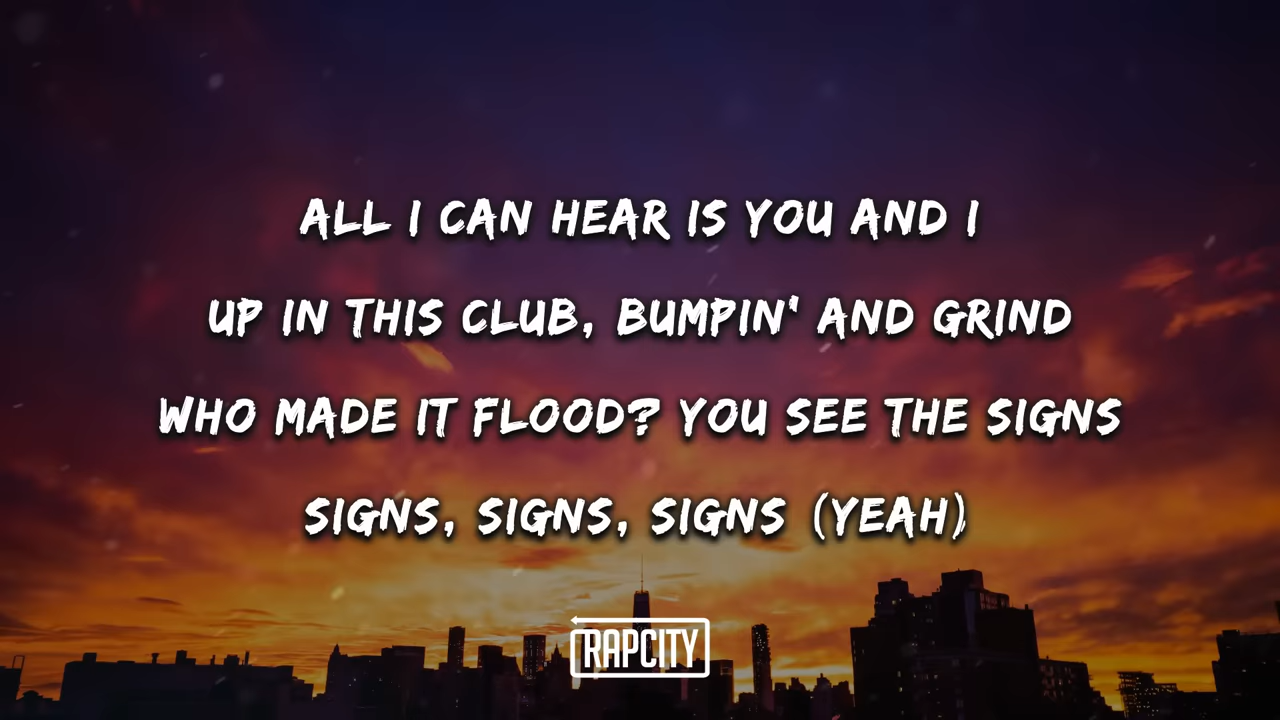 ALL I CAN HEAR IS YOU AND I
UP IN THIS CLUB, BUMPIN' AND GRIND
WHO MADE IT FLOOD? YOU SEE THE SIGNS
SIGNS, SIGNS, SIGNS (YEAH)
RAPCITY